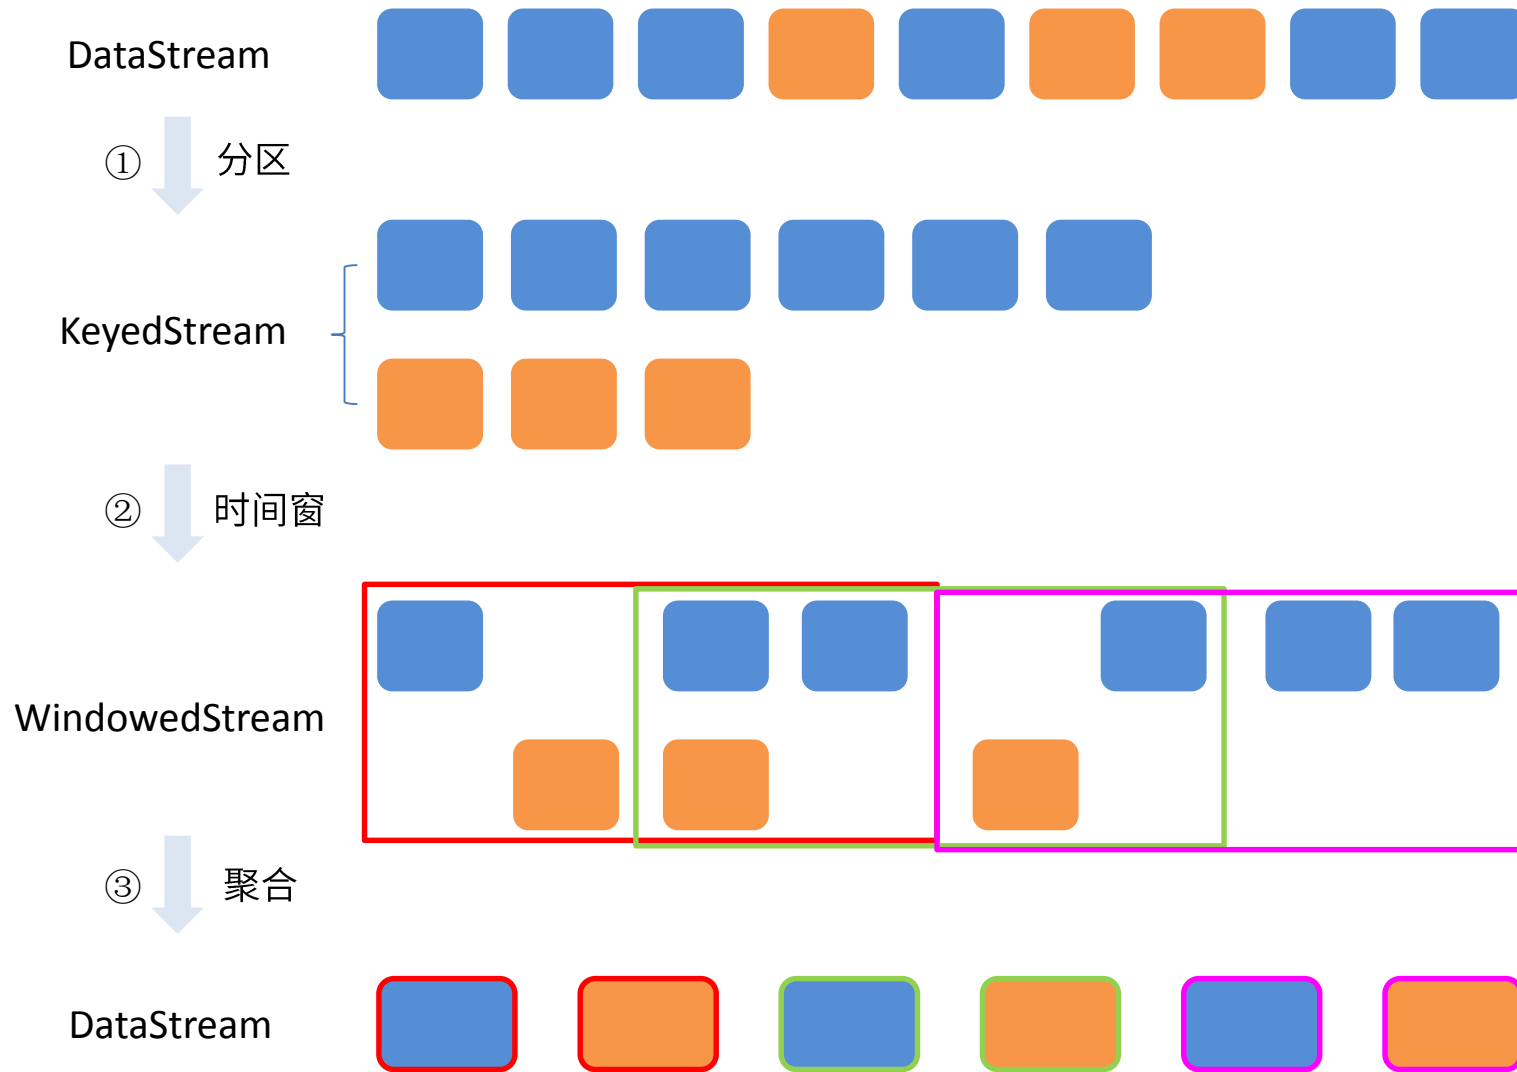 DataStream
① 分区
KeyedStream
② 时间窗
WindowedStream
③ 聚合
DataStream